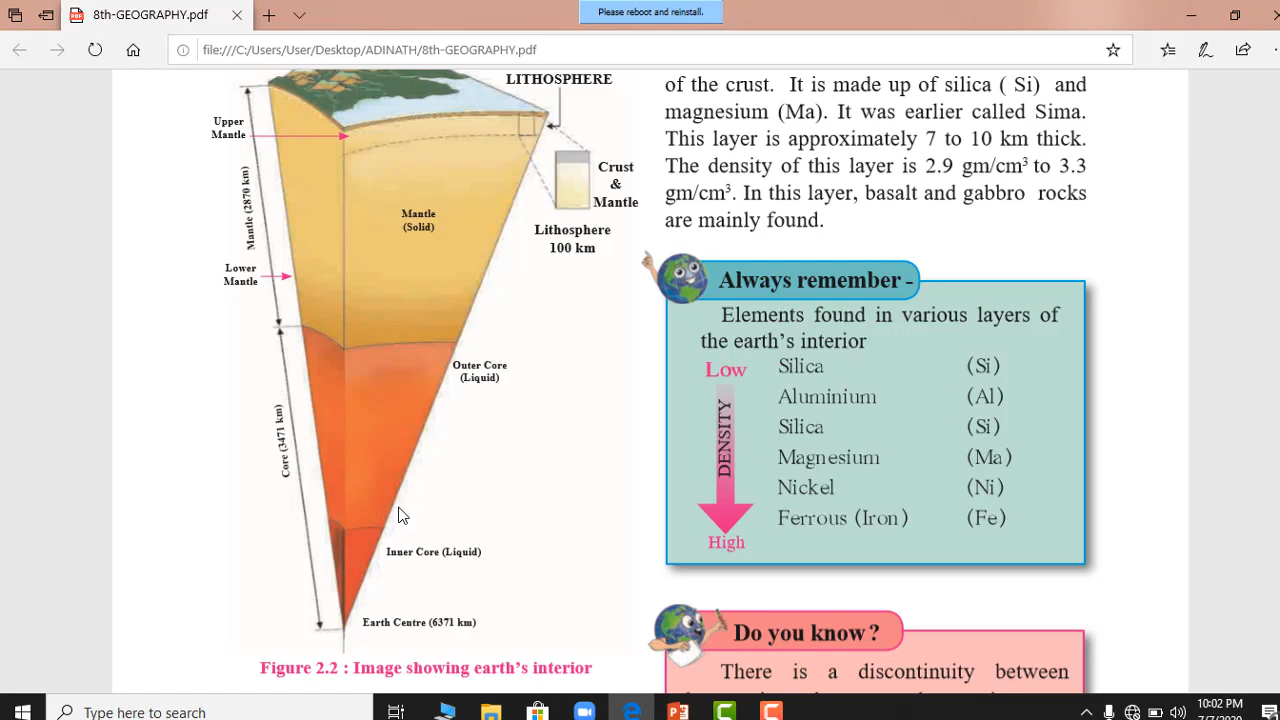 8th-GEOGRAPHY.pdf
Please reboot and reinstall.
file:///C:/Users/User/Desktop/ADINATH/8th-GEOGRAPHY.pdf
LITHOSPHERE
Upper
Mantle
Mantle (2870 km)
Mantle
(Solid)
Crust
&
Mantle
Lithosphere
100 km
Lower
Mantle
Outer Core
(Liquid)
Core (3471 km)
Inner Core (Liquid)
Earth Centre (6371 km)
Figure 2.2 : Image showing earth's interior
of the crust. It is made up of silica ( Si) and
magnesium (Ma). It was earlier called Sima.
This layer is approximately 7 to 10 km thick.
The density of this layer is 2.9 gm/cm³ to 3.3
gm/cm³. In this layer, basalt and gabbro rocks
are mainly found.
Always remember -
Elements found in various layers of
the earth's interior
Low
DENSITY
High
Silica (Si)
Aluminium (Al)
Silica (Si)
Magnesium (Ma)
Nickel (Ni)
Ferrous (Iron) (Fe)
Do you know?
There is a discontinuity between
Type here to search
10:02 PM